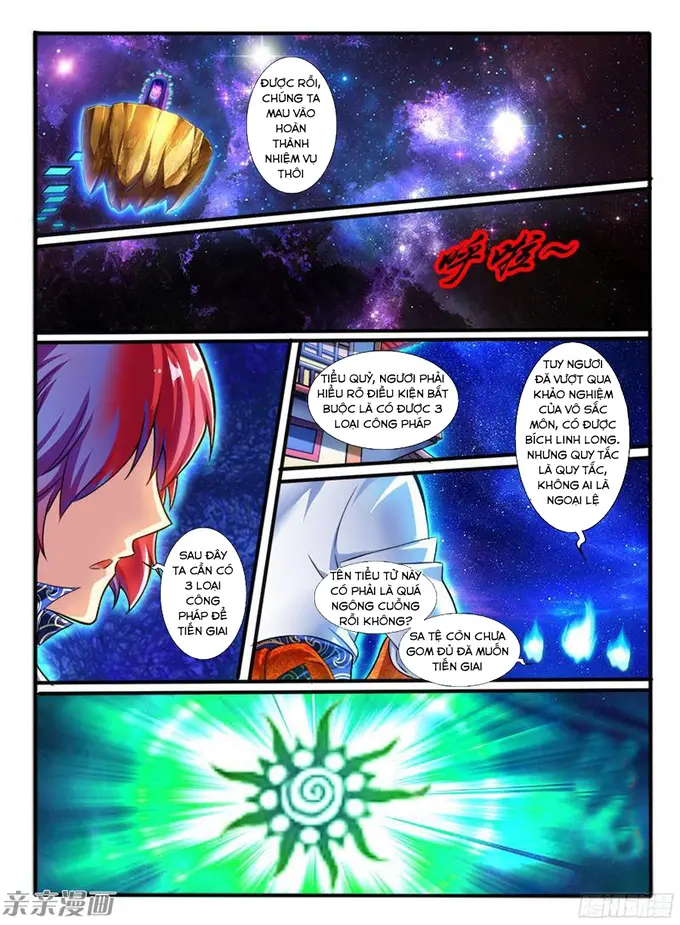 ĐƯỢC RỒI,
CHÚNG TA
MAU VÀO
HOÀN
THÀNH
NHIỆM VỤ
THÔI
呼啦~
TIỂU QUỶ, NGƯƠI PHẢI
HIỂU RÕ ĐIỀU KIỆN BẮT
BUỘC LÀ CÓ ĐƯỢC 3
LOẠI CÔNG PHÁP
TUY NGƯƠI
ĐÃ VƯỢT QUA
KHẢO NGHIỆM
CỦA VÔ SẮC
MÔN, CÓ ĐƯỢC
BÍCH LINH LONG.
NHƯNG QUY TẮC
LÀ QUY TẮC,
KHÔNG AI LÀ
NGOẠI LỆ
SAU ĐÂY
TA CẦN CÓ
3 LOẠI
CÔNG
PHÁP ĐỂ
TIẾN GIAI
TÊN TIỂU TỬ NÀY
CÓ PHẢI LÀ QUÁ
NGÔNG CUỒNG
RỒI KHÔNG?
SA TỆ CÒN CHƯA
GOM ĐỦ ĐÃ MUỐN
TIẾN GIAI
亲亲漫画